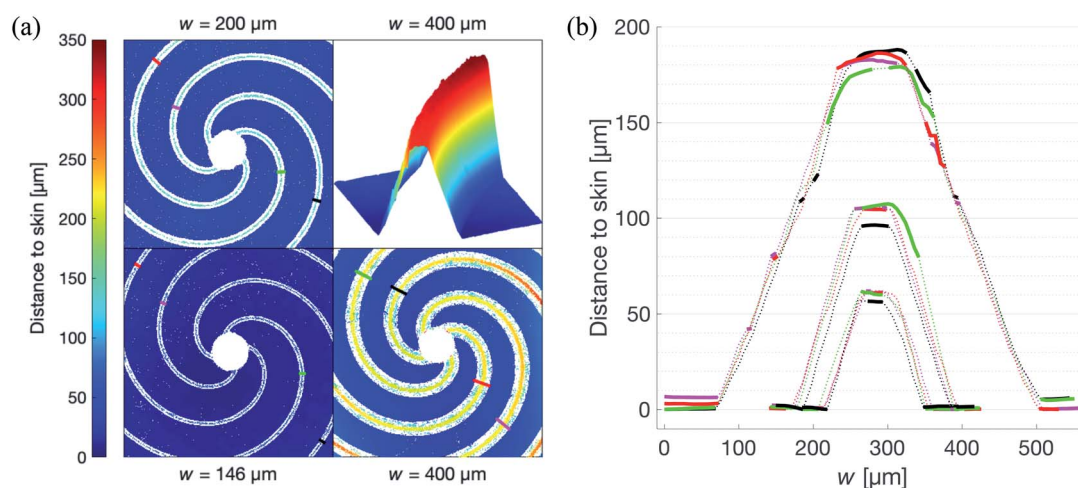 (a)
w = 200 µm
w = 400 µm
Distance to skin [µm]
350
300
250
200
150
100
50
0
w = 146 µm
w = 400 µm
(b)
Distance to skin [µm]
200
150
100
50
0
0 100 200 300 400 500
w [µm]